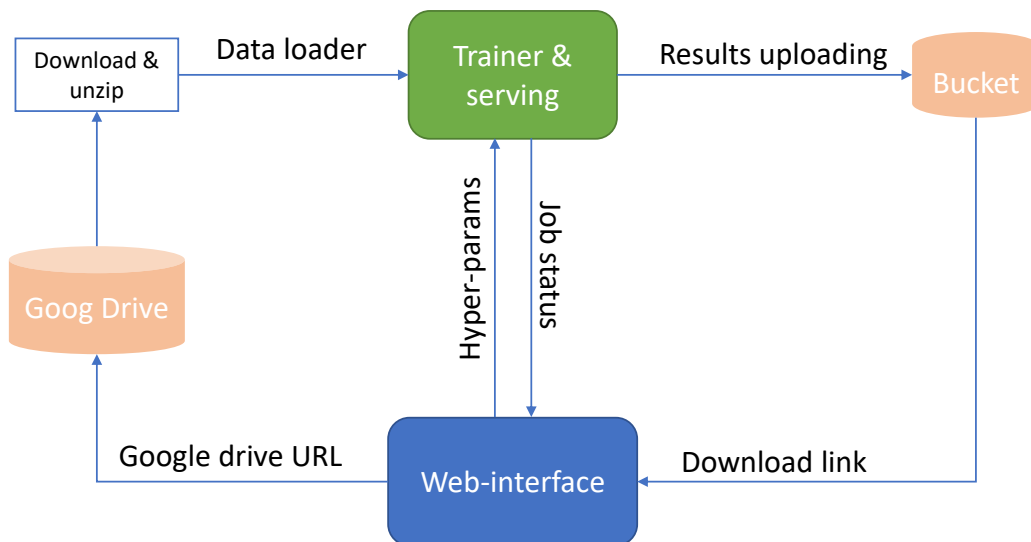 Download &
unzip
Data loader
Trainer &
serving
Results uploading
Bucket
Hyper-params
Job status
Goog Drive
Google drive URL
Web-interface
Download link